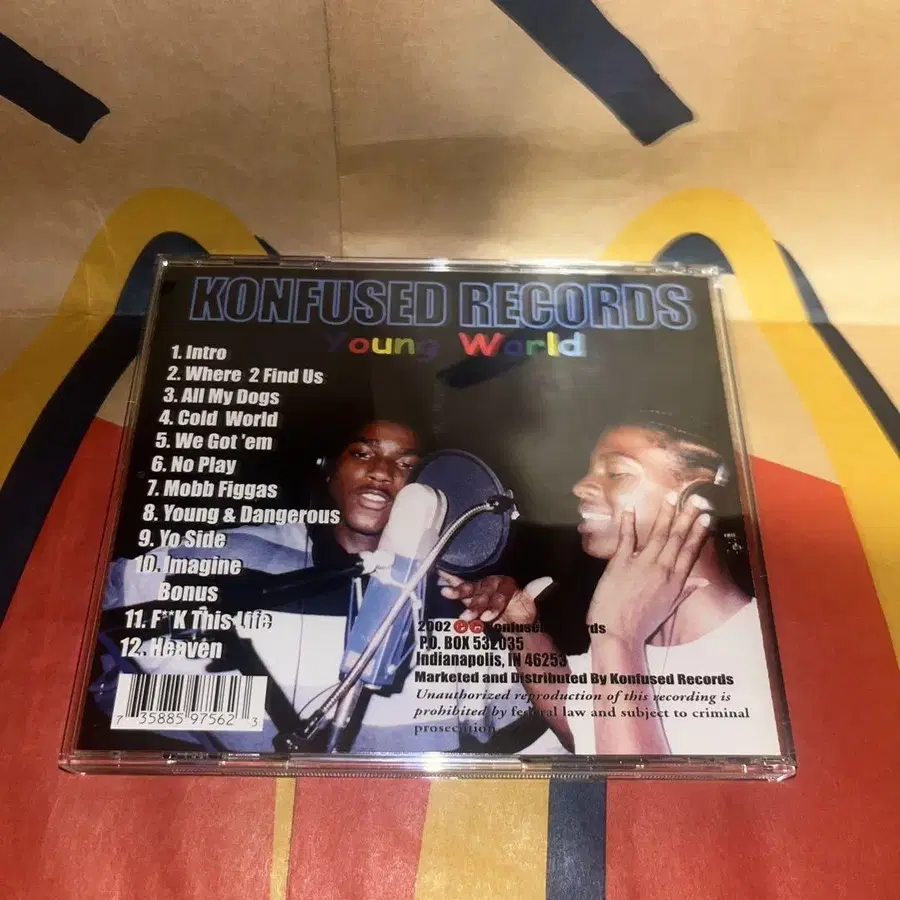 KONFUSED RECORDS
Young World
1. Intro
2. Where 2 Find Us
3. All My Dogs
4. Cold World
5. We Got 'em
6. No Play
7. Mobb Figgas
8. Young & Dangerous
9. Yo Side
10. Imagine
Bonus
11. F**K This Life
12. Heaven
2002 ℗© Konfused Records
P.O. BOX 532035
Indianapolis, IN 46253
Marketed and Distributed By Konfused Records
Unauthorized reproduction of this recording is
prohibited by federal law and subject to criminal
prosecution
7 35885 97562 3